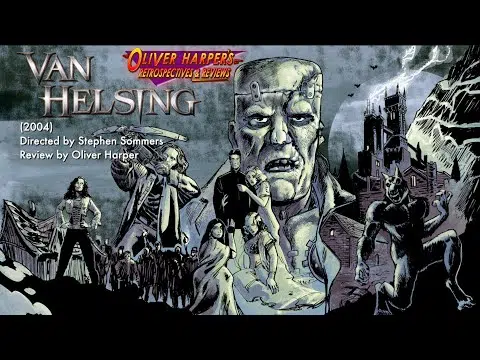 OLIVER HARPER'S
RETROSPECTIVES & REVIEWS
VAN
HELSING
(2004)
Directed by Stephen Sommers
Review by Oliver Harper